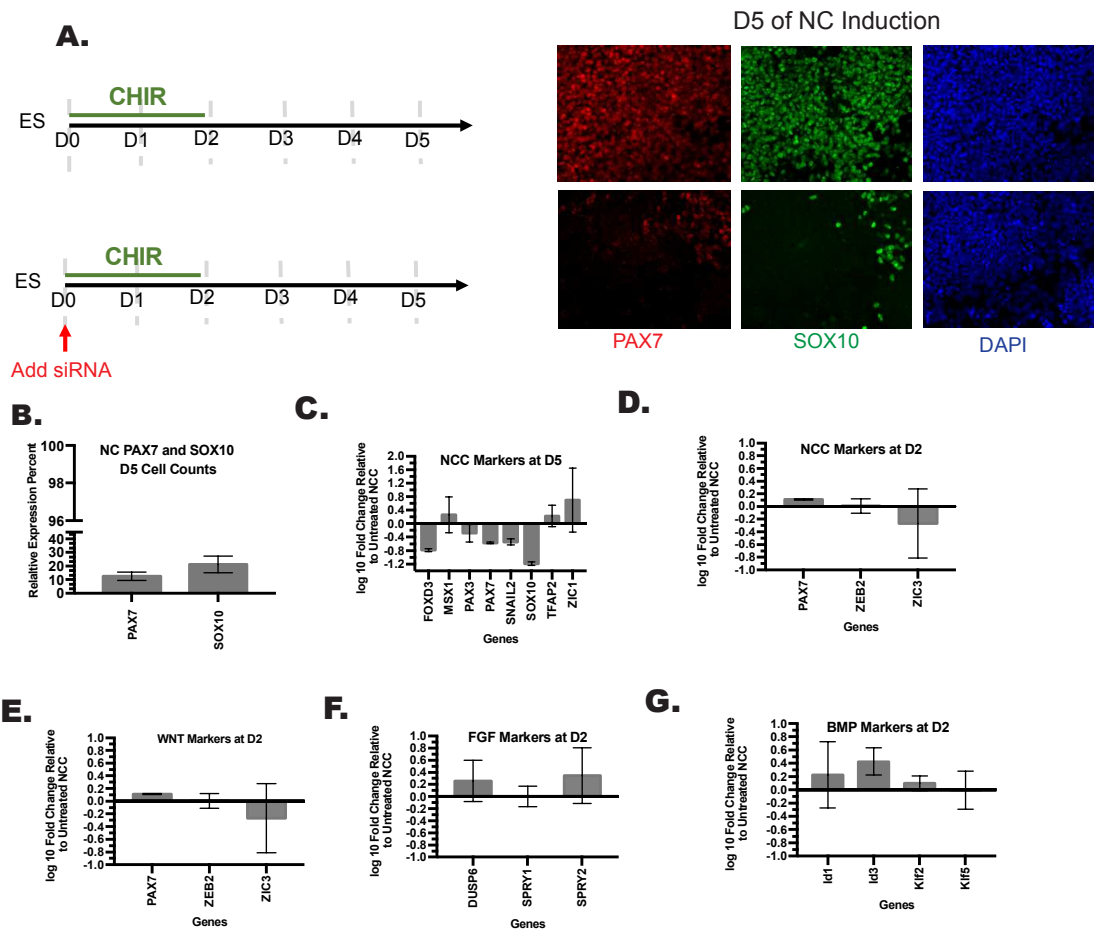 A.
CHIR
ES
D0 D1 D2 D3 D4 D5
CHIR
ES
D0 D1 D2 D3 D4 D5
Add siRNA
D5 of NC Induction
PAX7 SOX10 DAPI
B.
NC PAX7 and SOX10
D5 Cell Counts
Relaltive Expression Percent
100
98
96
40
30
20
10
0
PAX7
SOX10
C.
NCC Markers at D5
log 10 Fold Change Relative
to Untreated NCC
2.0
1.6
1.2
0.8
0.4
0.0
-0.4
-0.8
-1.2
FOXD3
MSX1
PAX3
PAX7
SNAIL2
SOX10
TFAP2
ZIC1
Genes
D.
NCC Markers at D2
log 10 Fold Change Relative
to Untreated NCC
1.0
0.8
0.6
0.4
0.2
0.0
-0.2
-0.4
-0.6
-0.8
-1.0
PAX7
ZEB2
ZIC3
Genes
E.
WNT Markers at D2
log 10 Fold Change Relative
to Untreated NCC
1.0
0.8
0.6
0.4
0.2
0.0
-0.2
-0.4
-0.6
-0.8
-1.0
PAX7
ZEB2
ZIC3
Genes
F.
FGF Markers at D2
log 10 Fold Change Relative
to Untreated NCC
1.0
0.8
0.6
0.4
0.2
0.0
-0.2
-0.4
-0.6
-0.8
-1.0
DUSP6
SPRY1
SPRY2
Genes
G.
BMP Markers at D2
log 10 Fold Change Relative
to Untreated NCC
1.0
0.8
0.6
0.4
0.2
0.0
-0.2
-0.4
-0.6
-0.8
-1.0
Id1
Id3
Klf2
Klf5
Genes